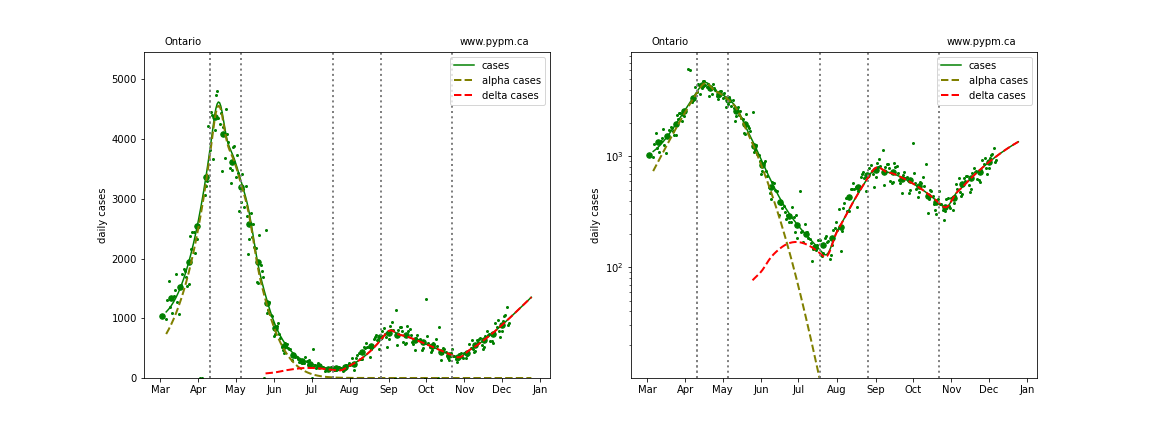 Ontario
www.pypm.ca
cases
alpha cases
delta cases
daily cases
5000
4000
3000
2000
1000
0
Mar Apr May Jun Jul Aug Sep Oct Nov Dec Jan
Ontario
www.pypm.ca
cases
alpha cases
delta cases
daily cases
10³
10²
Mar Apr May Jun Jul Aug Sep Oct Nov Dec Jan